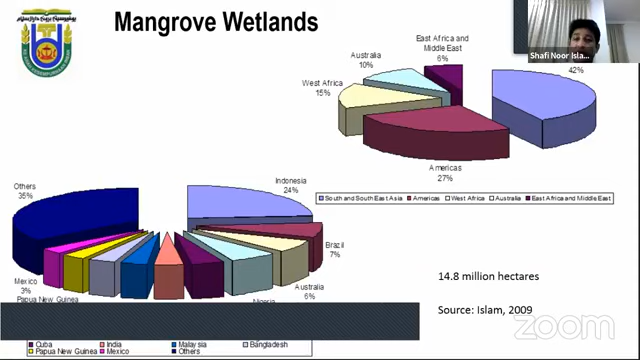 Mangrove Wetlands
Shafi Noor Isla...
East Africa and
Middle East
6%
Australia
10%
42%
West Africa
15%
Americas
27%
South and South East Asia Americas West Africa Australia East Africa and Middle East
Others
35%
Indonesia
24%
Brazil
7%
Australia
6%
Mexico
3%
Papua New Guinea
14.8 million hectares
Source: Islam, 2009
zoom
Cuba India Malaysia Bangladesh
Papua New Guinea Mexico Others